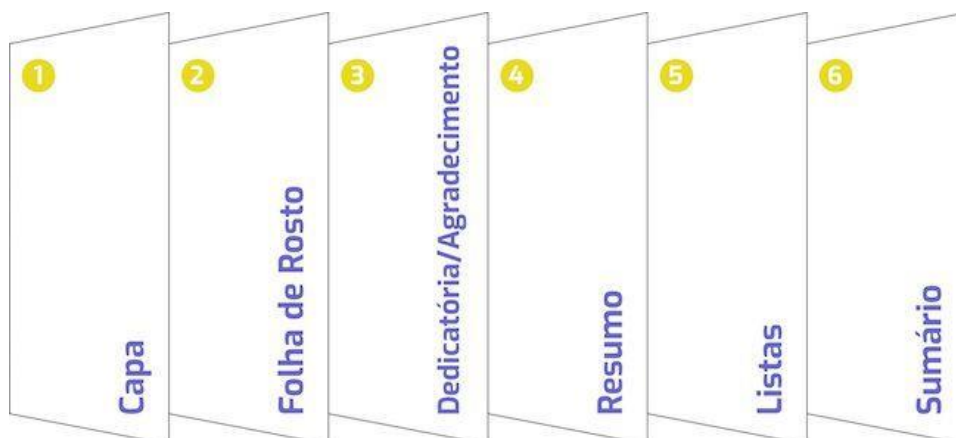 1
Capa
2
Folha de Rosto
3
Dedicatória/Agradecimento
4
Resumo
5
Listas
6
Sumário